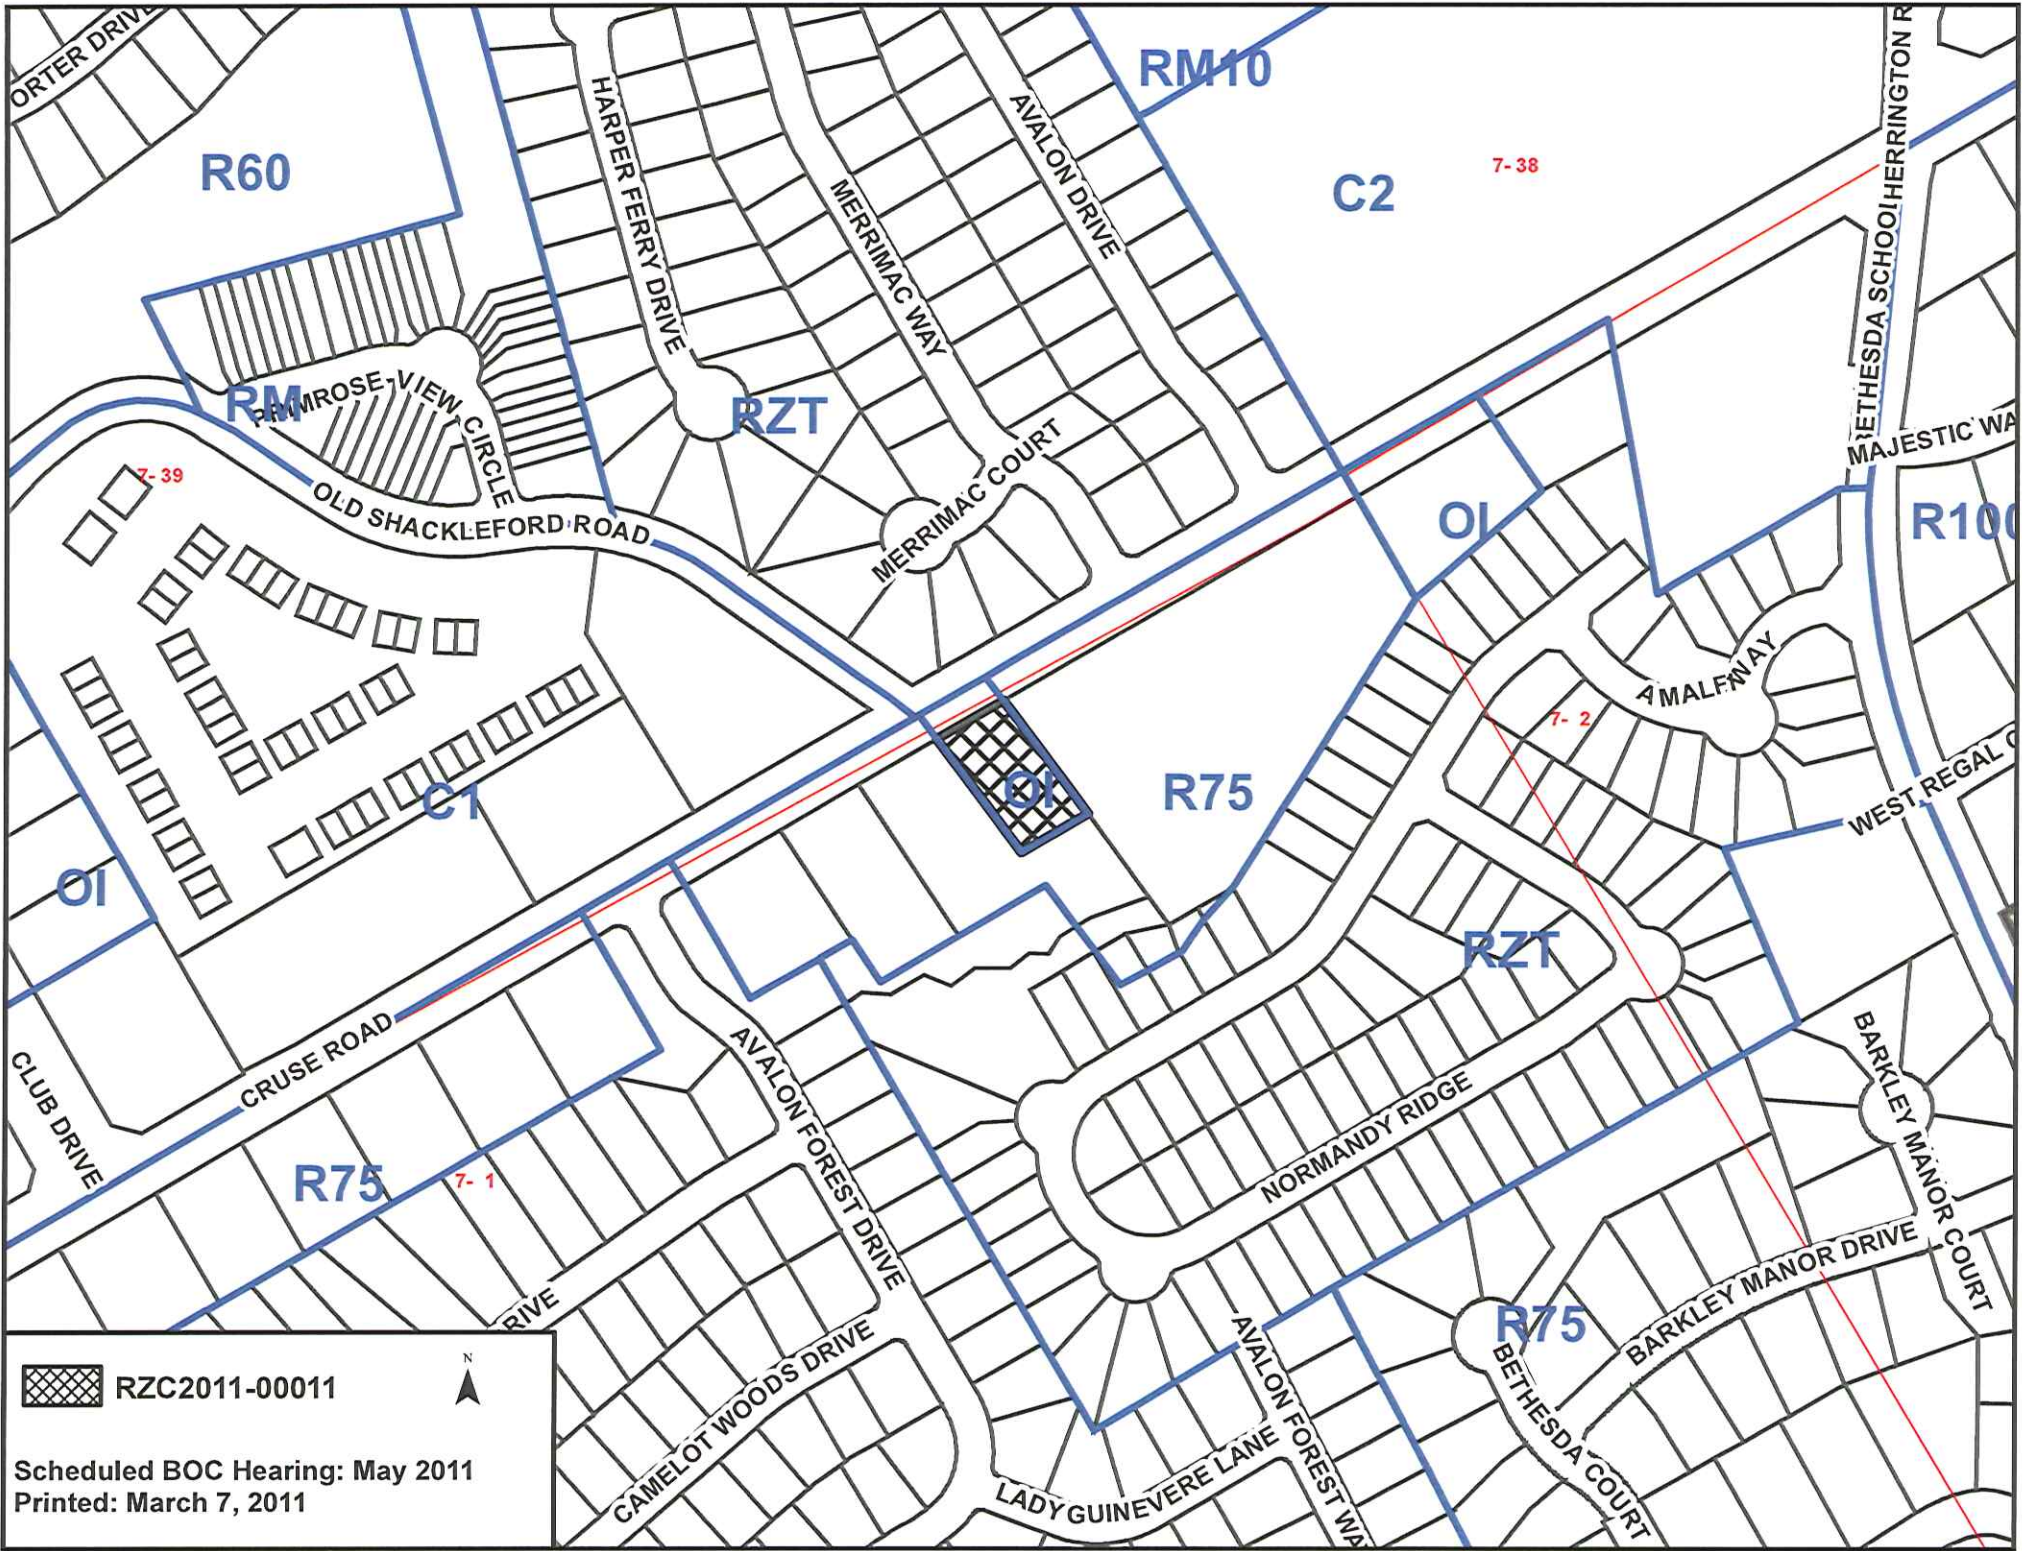 ORTER DRIVE
RM10
HERRINGTON R
R60
7-38
C2
HARPER FERRY DRIVE
MERRIMAC WAY
AVALON DRIVE
BETHESDA SCHOOL
RM
PRIMROSE-VIEW CIRCLE
RZT
MERRIMAC COURT
MAJESTIC WA
7-39
OLD SHACKLEFORD ROAD
OI
R100
AMALFI WAY
7- 2
OI
R75
C1
WEST REGAL C
OI
RZT
CLUB DRIVE
CRUSE ROAD
AVALON FOREST DRIVE
BARKLEY MANOR COURT
R75
7- 1
NORMANDY RIDGE
BARKLEY MANOR DRIVE
R75
RIVE
CAMELOT WOODS DRIVE
AVALON FOREST WA
BETHESDA COURT
LADY GUINEVERE LANE
N
RZC2011-00011
Scheduled BOC Hearing: May 2011
Printed: March 7, 2011